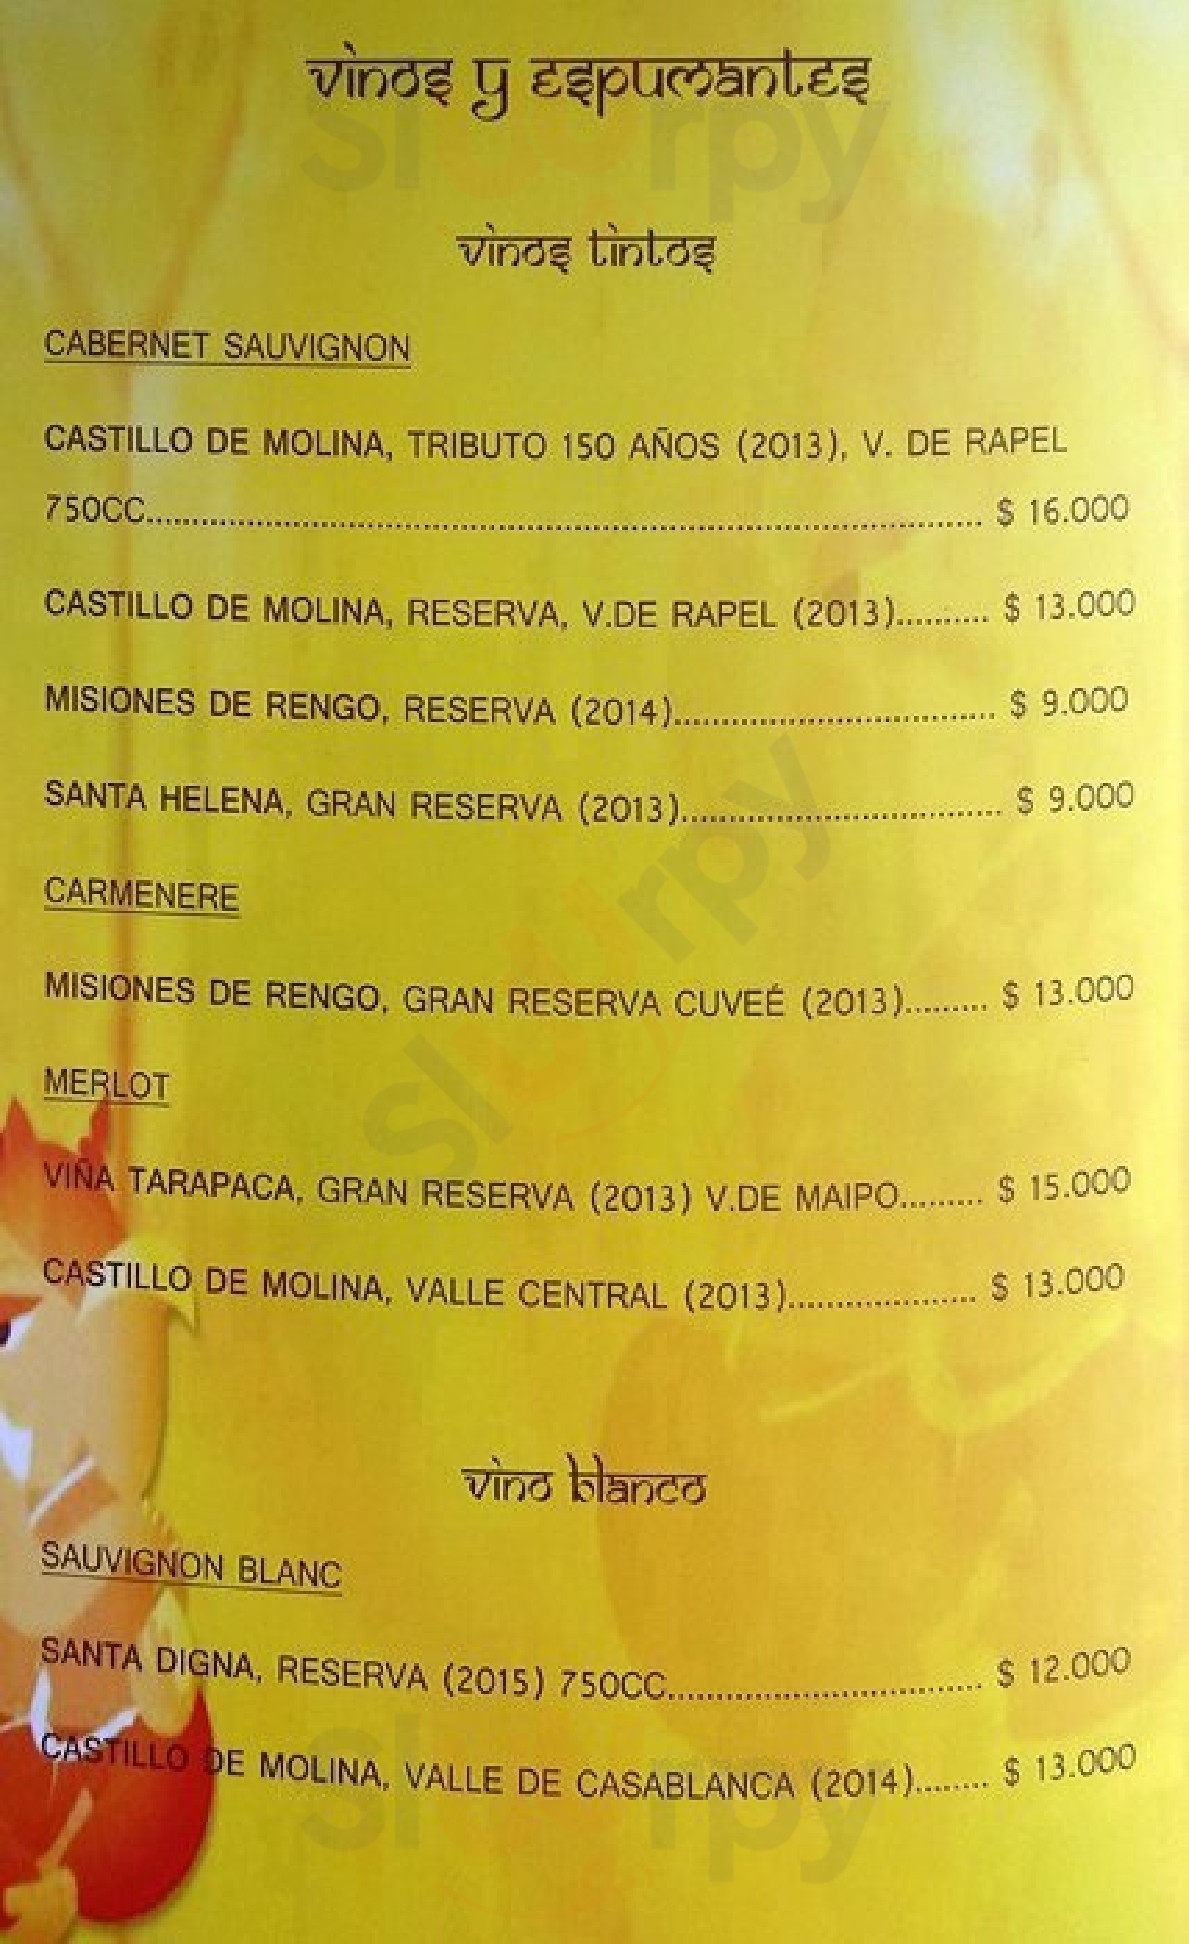 vinos y espumantes
vinos tintos
CABERNET SAUVIGNON
CASTILLO DE MOLINA, TRIBUTO 150 AÑOS (2013), V. DE RAPEL
750CC.......... $ 16.000
CASTILLO DE MOLINA, RESERVA, V.DE RAPEL (2013).......... $ 13.000
MISIONES DE RENGO, RESERVA (2014).......... $ 9.000
SANTA HELENA, GRAN RESERVA (2013).......... $ 9.000
CARMENERE
MISIONES DE RENGO, GRAN RESERVA CUVEÉ (2013)......... $ 13.000
MERLOT
VIÑA TARAPACA, GRAN RESERVA (2013) V.DE MAIPO......... $ 15.000
CASTILLO DE MOLINA, VALLE CENTRAL (2013).......... $ 13.000
vino blanco
SAUVIGNON BLANC
SANTA DIGNA, RESERVA (2015) 750CC.......... $ 12.000
CASTILLO DE MOLINA, VALLE DE CASABLANCA (2014)........ $ 13.000